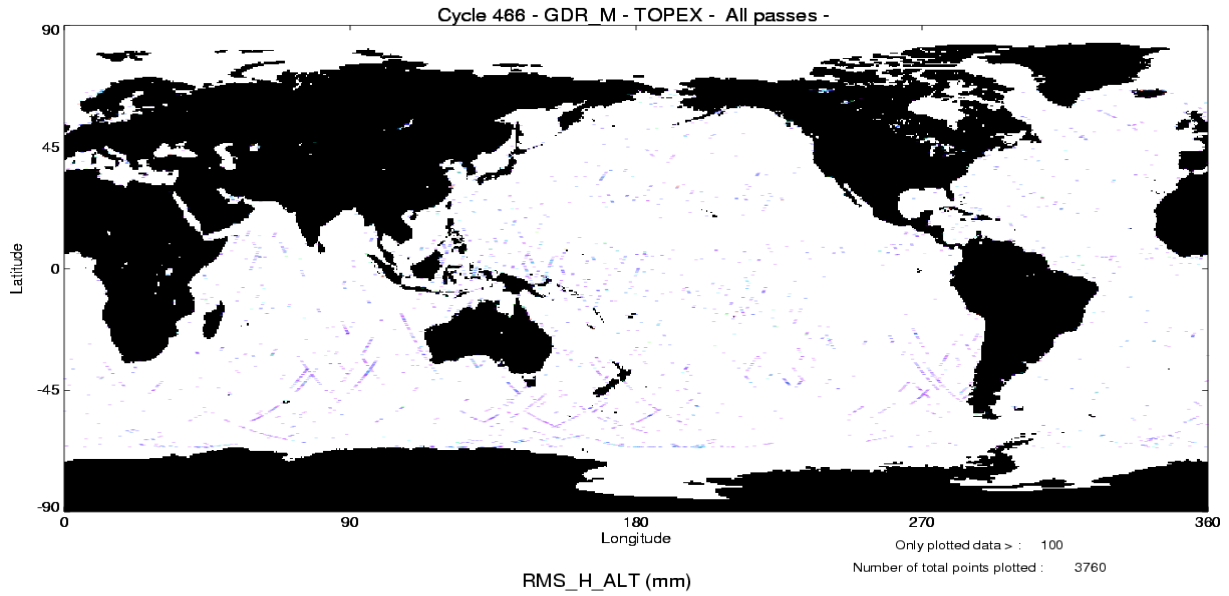 Cycle 466 - GDR_M - TOPEX - All passes -
90
45
0
-45
-90
Latitude
0 90 180 270 360
Longitude
Only plotted data > : 100
Number of total points plotted : 3760
RMS_H_ALT (mm)